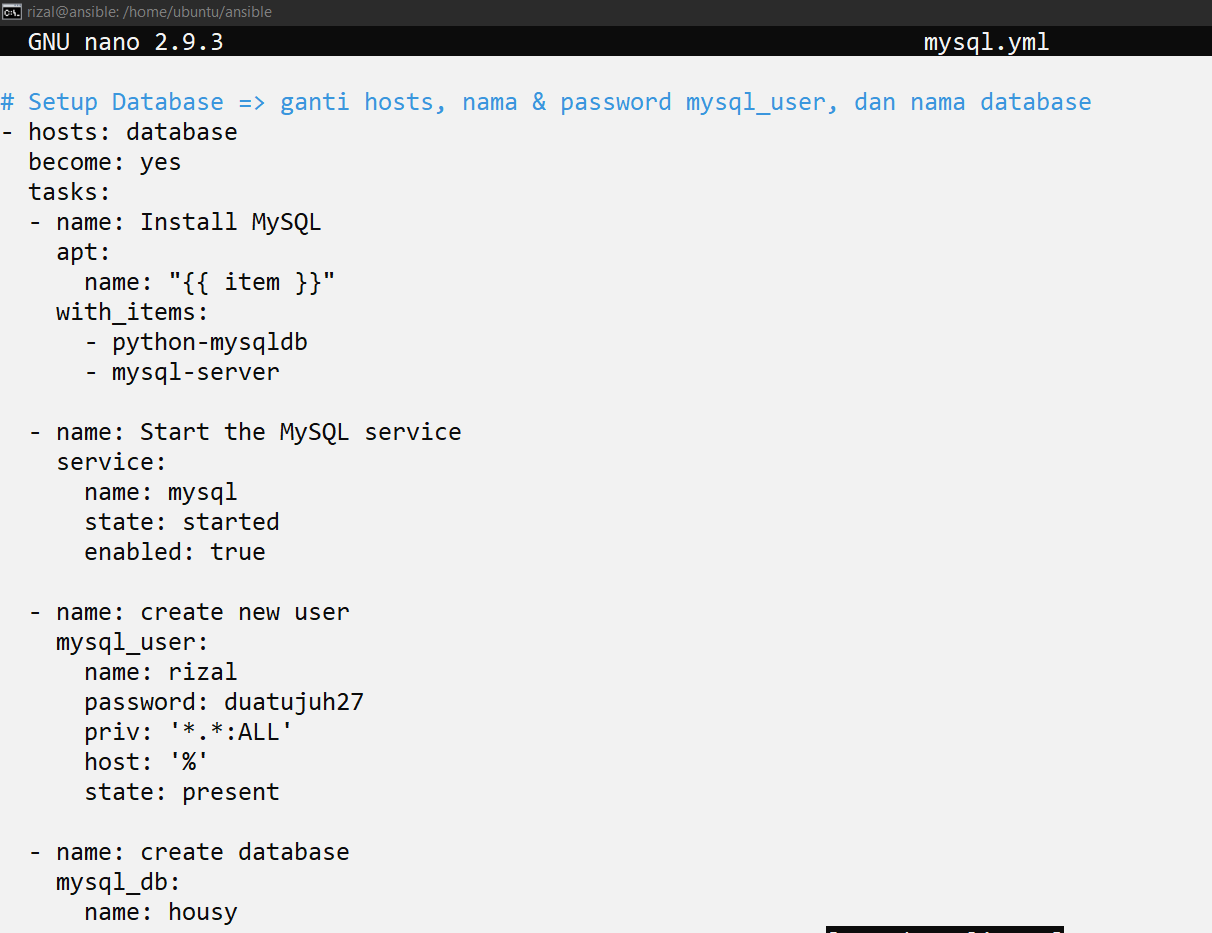 rizal@ansible: /home/ubuntu/ansible
GNU nano 2.9.3 mysql.yml
# Setup Database => ganti hosts, nama & password mysql_user, dan nama database
- hosts: database
  become: yes
  tasks:
  - name: Install MySQL
    apt:
      name: "{{ item }}"
    with_items:
      - python-mysqldb
      - mysql-server
  - name: Start the MySQL service
    service:
      name: mysql
      state: started
      enabled: true
  - name: create new user
    mysql_user:
      name: rizal
      password: duatujuh27
      priv: '*.*:ALL'
      host: '%'
      state: present
  - name: create database
    mysql_db:
      name: housy